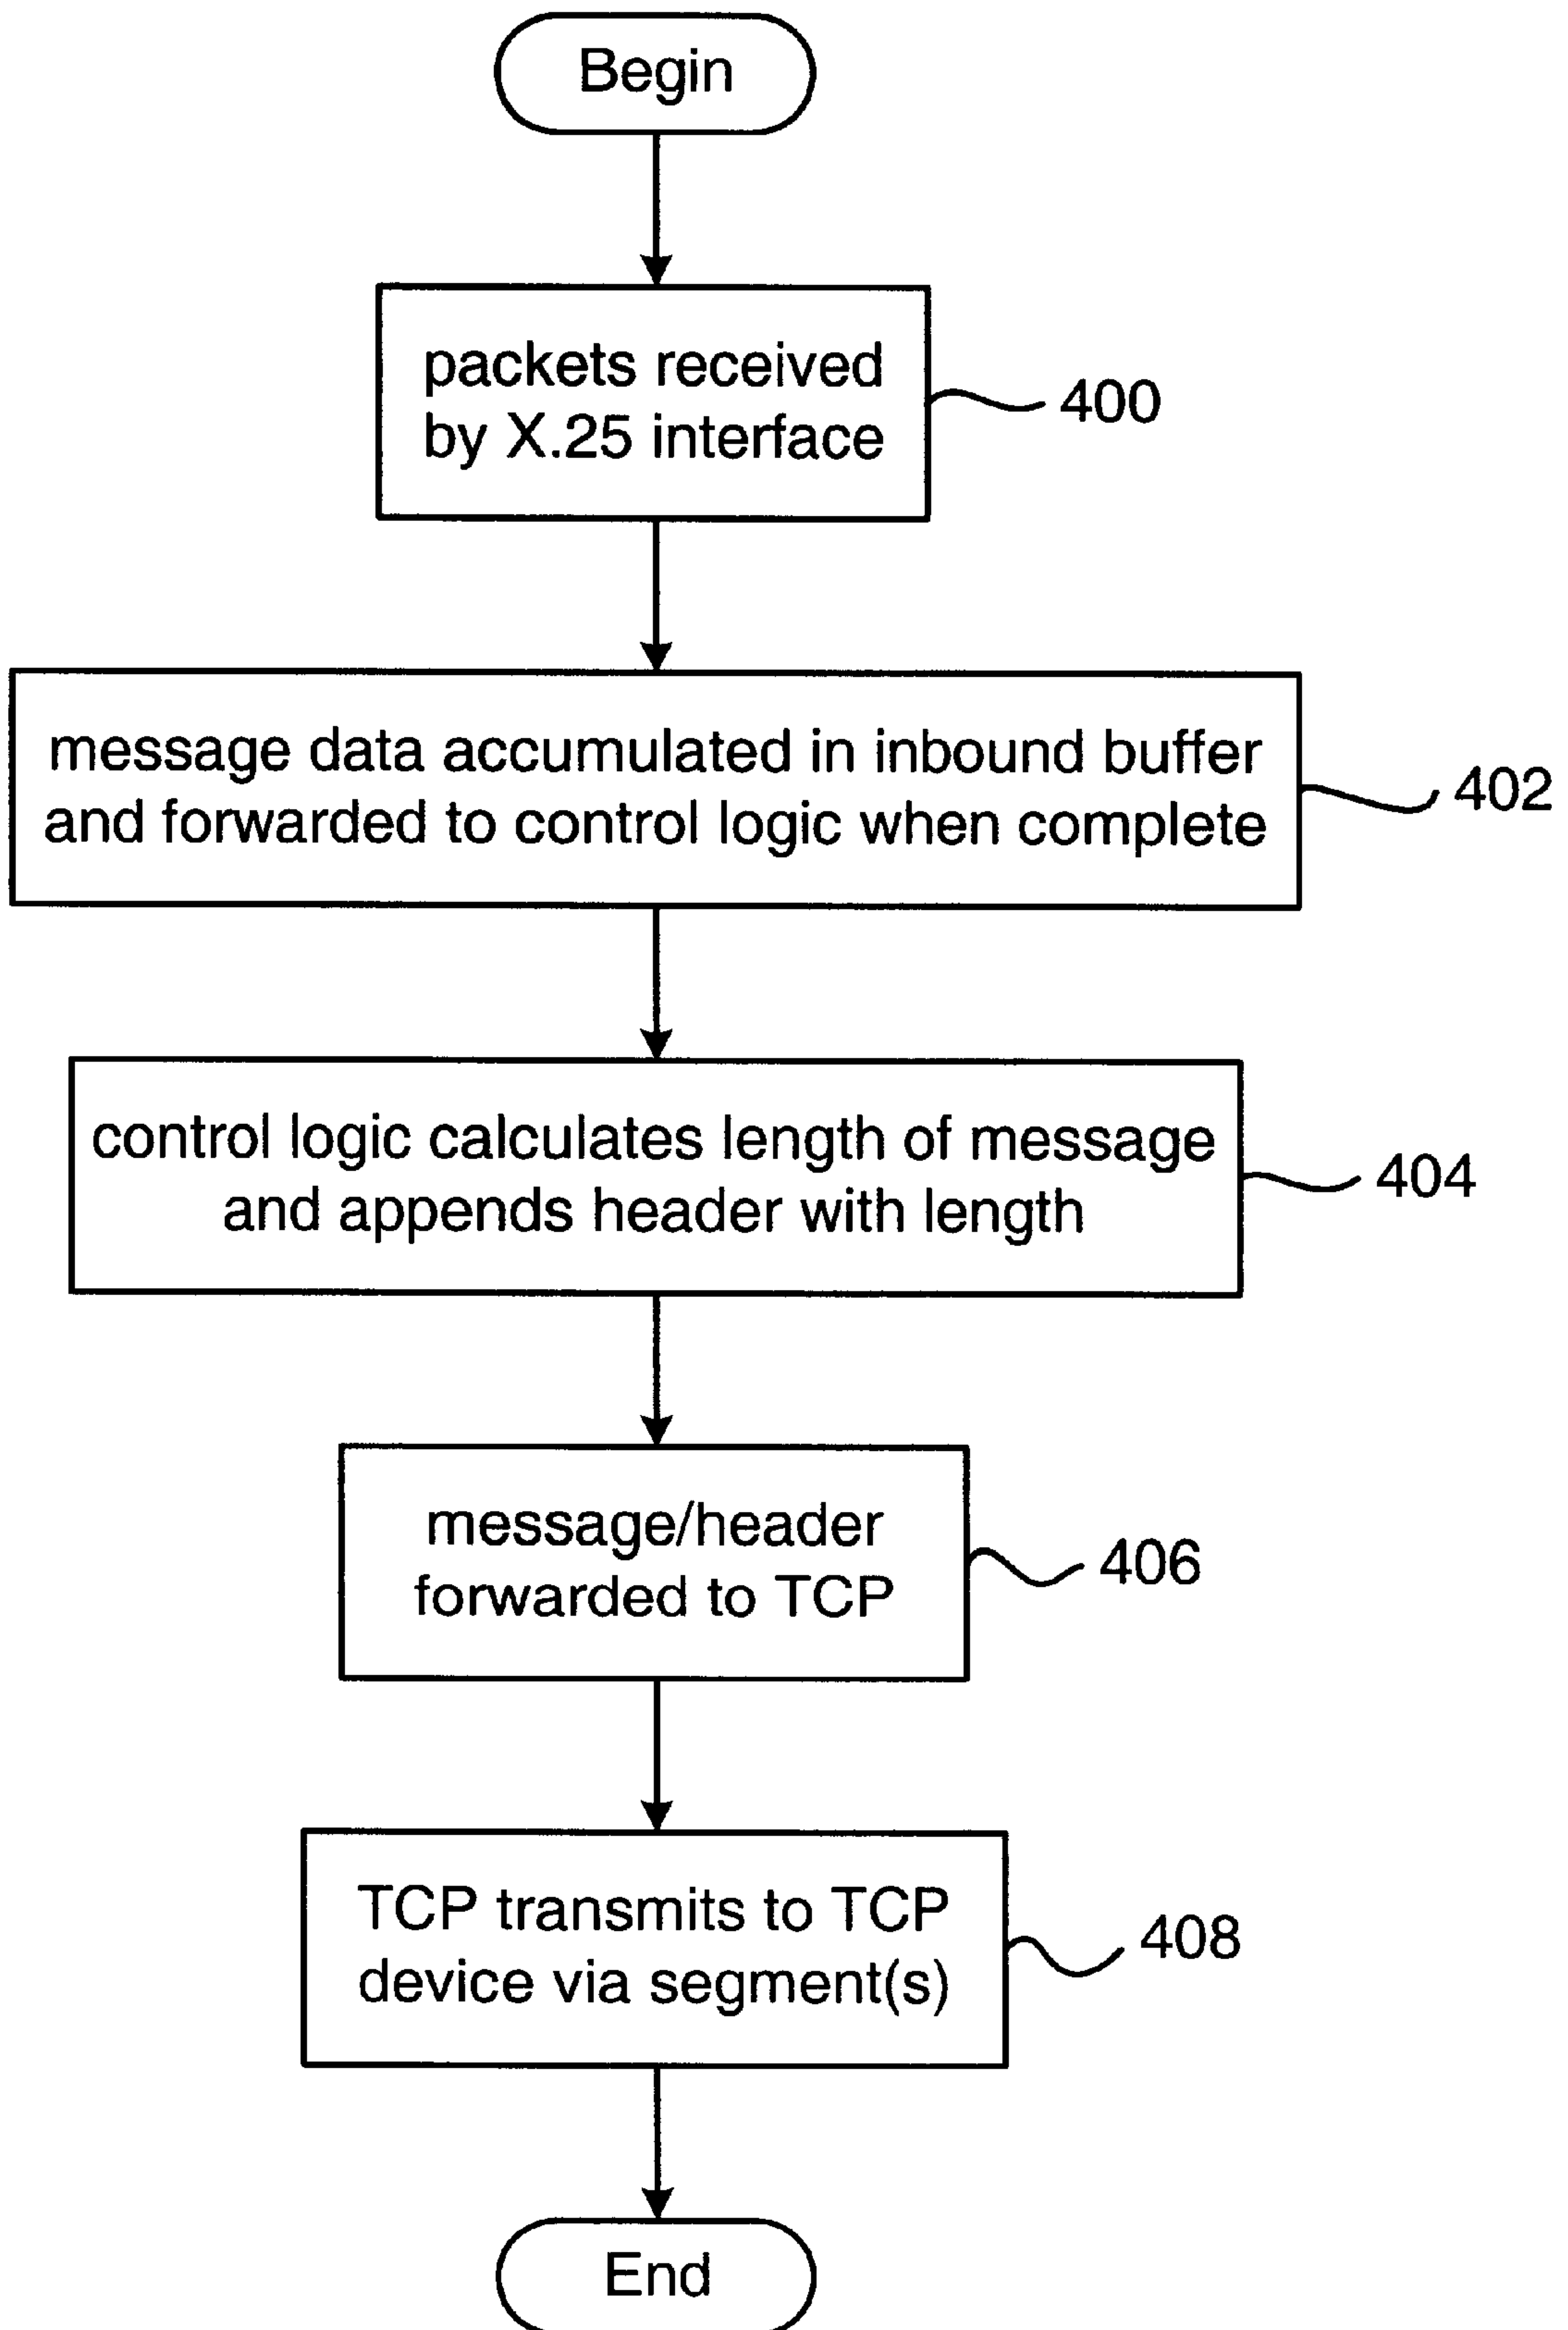 Begin
packets received
by X.25 interface
400
message data accumulated in inbound buffer
and forwarded to control logic when complete
402
control logic calculates length of message
and appends header with length
404
message/header
forwarded to TCP
406
TCP transmits to TCP
device via segment(s)
408
End